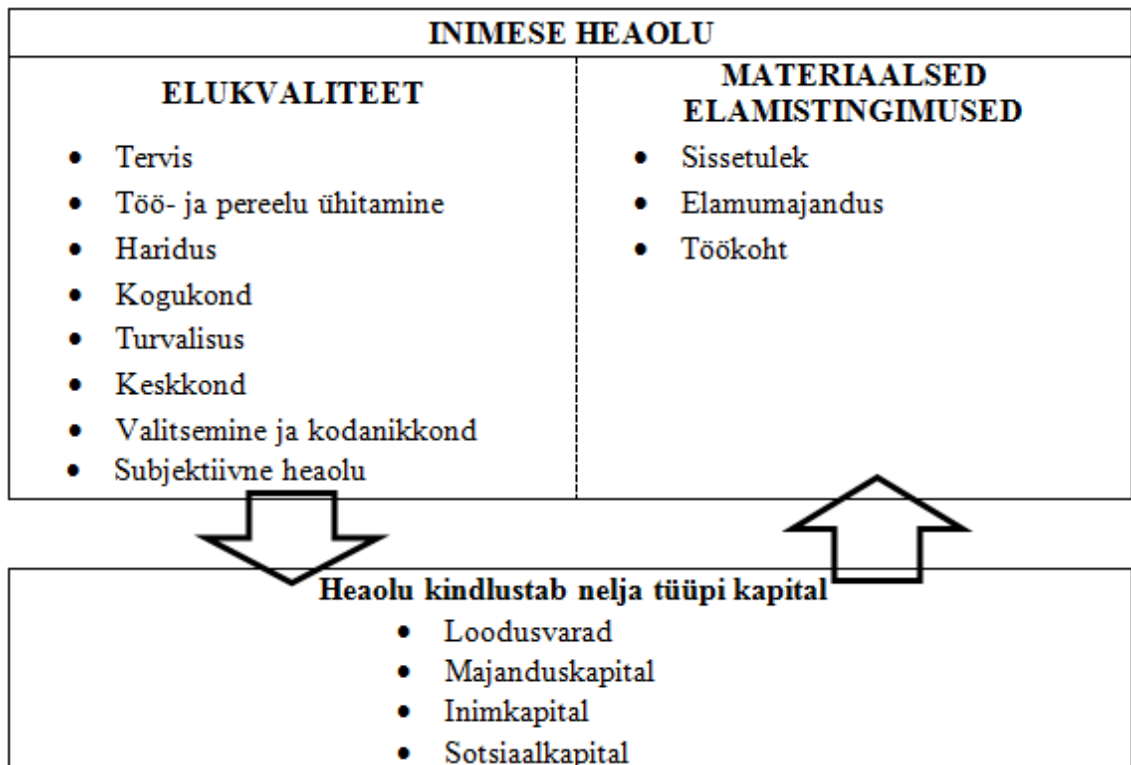 INIMESE HEAOLU
ELUKVALITEET
• Tervis
• Töö- ja pereelu ühitamine
• Haridus
• Kogukond
• Turvalisus
• Keskkond
• Valitsemine ja kodanikkond
• Subjektiivne heaolu
MATERIAALSED
ELAMISTINGIMUSED
• Sissetulek
• Elamumajandus
• Töökoht
Heaolu kindlustab nelja tüüpi kapital
• Loodusvarad
• Majanduskapital
• Inimkapital
• Sotsiaalkapital